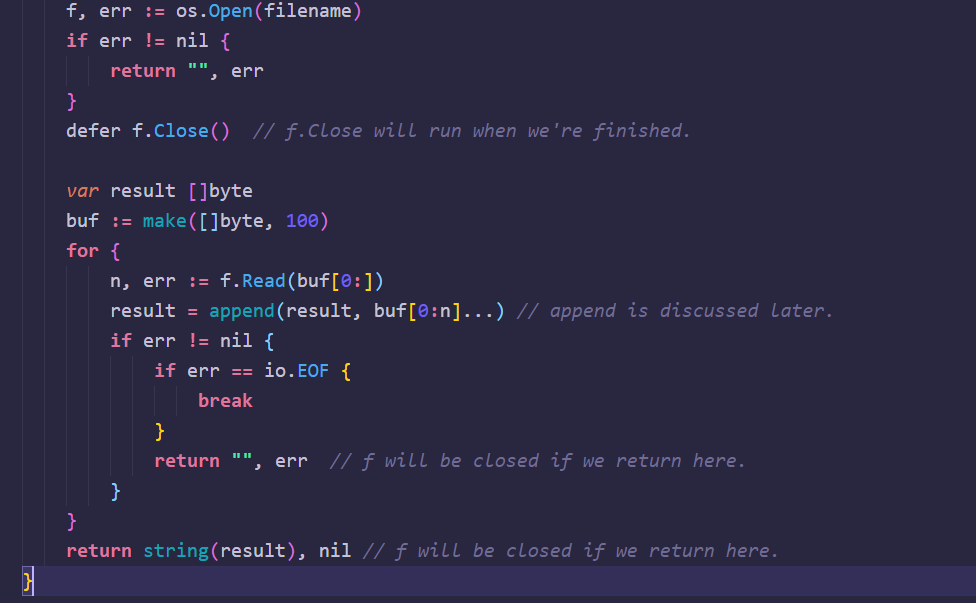 f, err := os.Open(filename)
if err != nil {
return "", err
}
defer f.Close() // f.Close will run when we're finished.
var result []byte
buf := make([]byte, 100)
for {
n, err := f.Read(buf[0:])
result = append(result, buf[0:n]...) // append is discussed later.
if err != nil {
if err == io.EOF {
break
}
return "", err // f will be closed if we return here.
}
}
return string(result), nil // f will be closed if we return here.
}